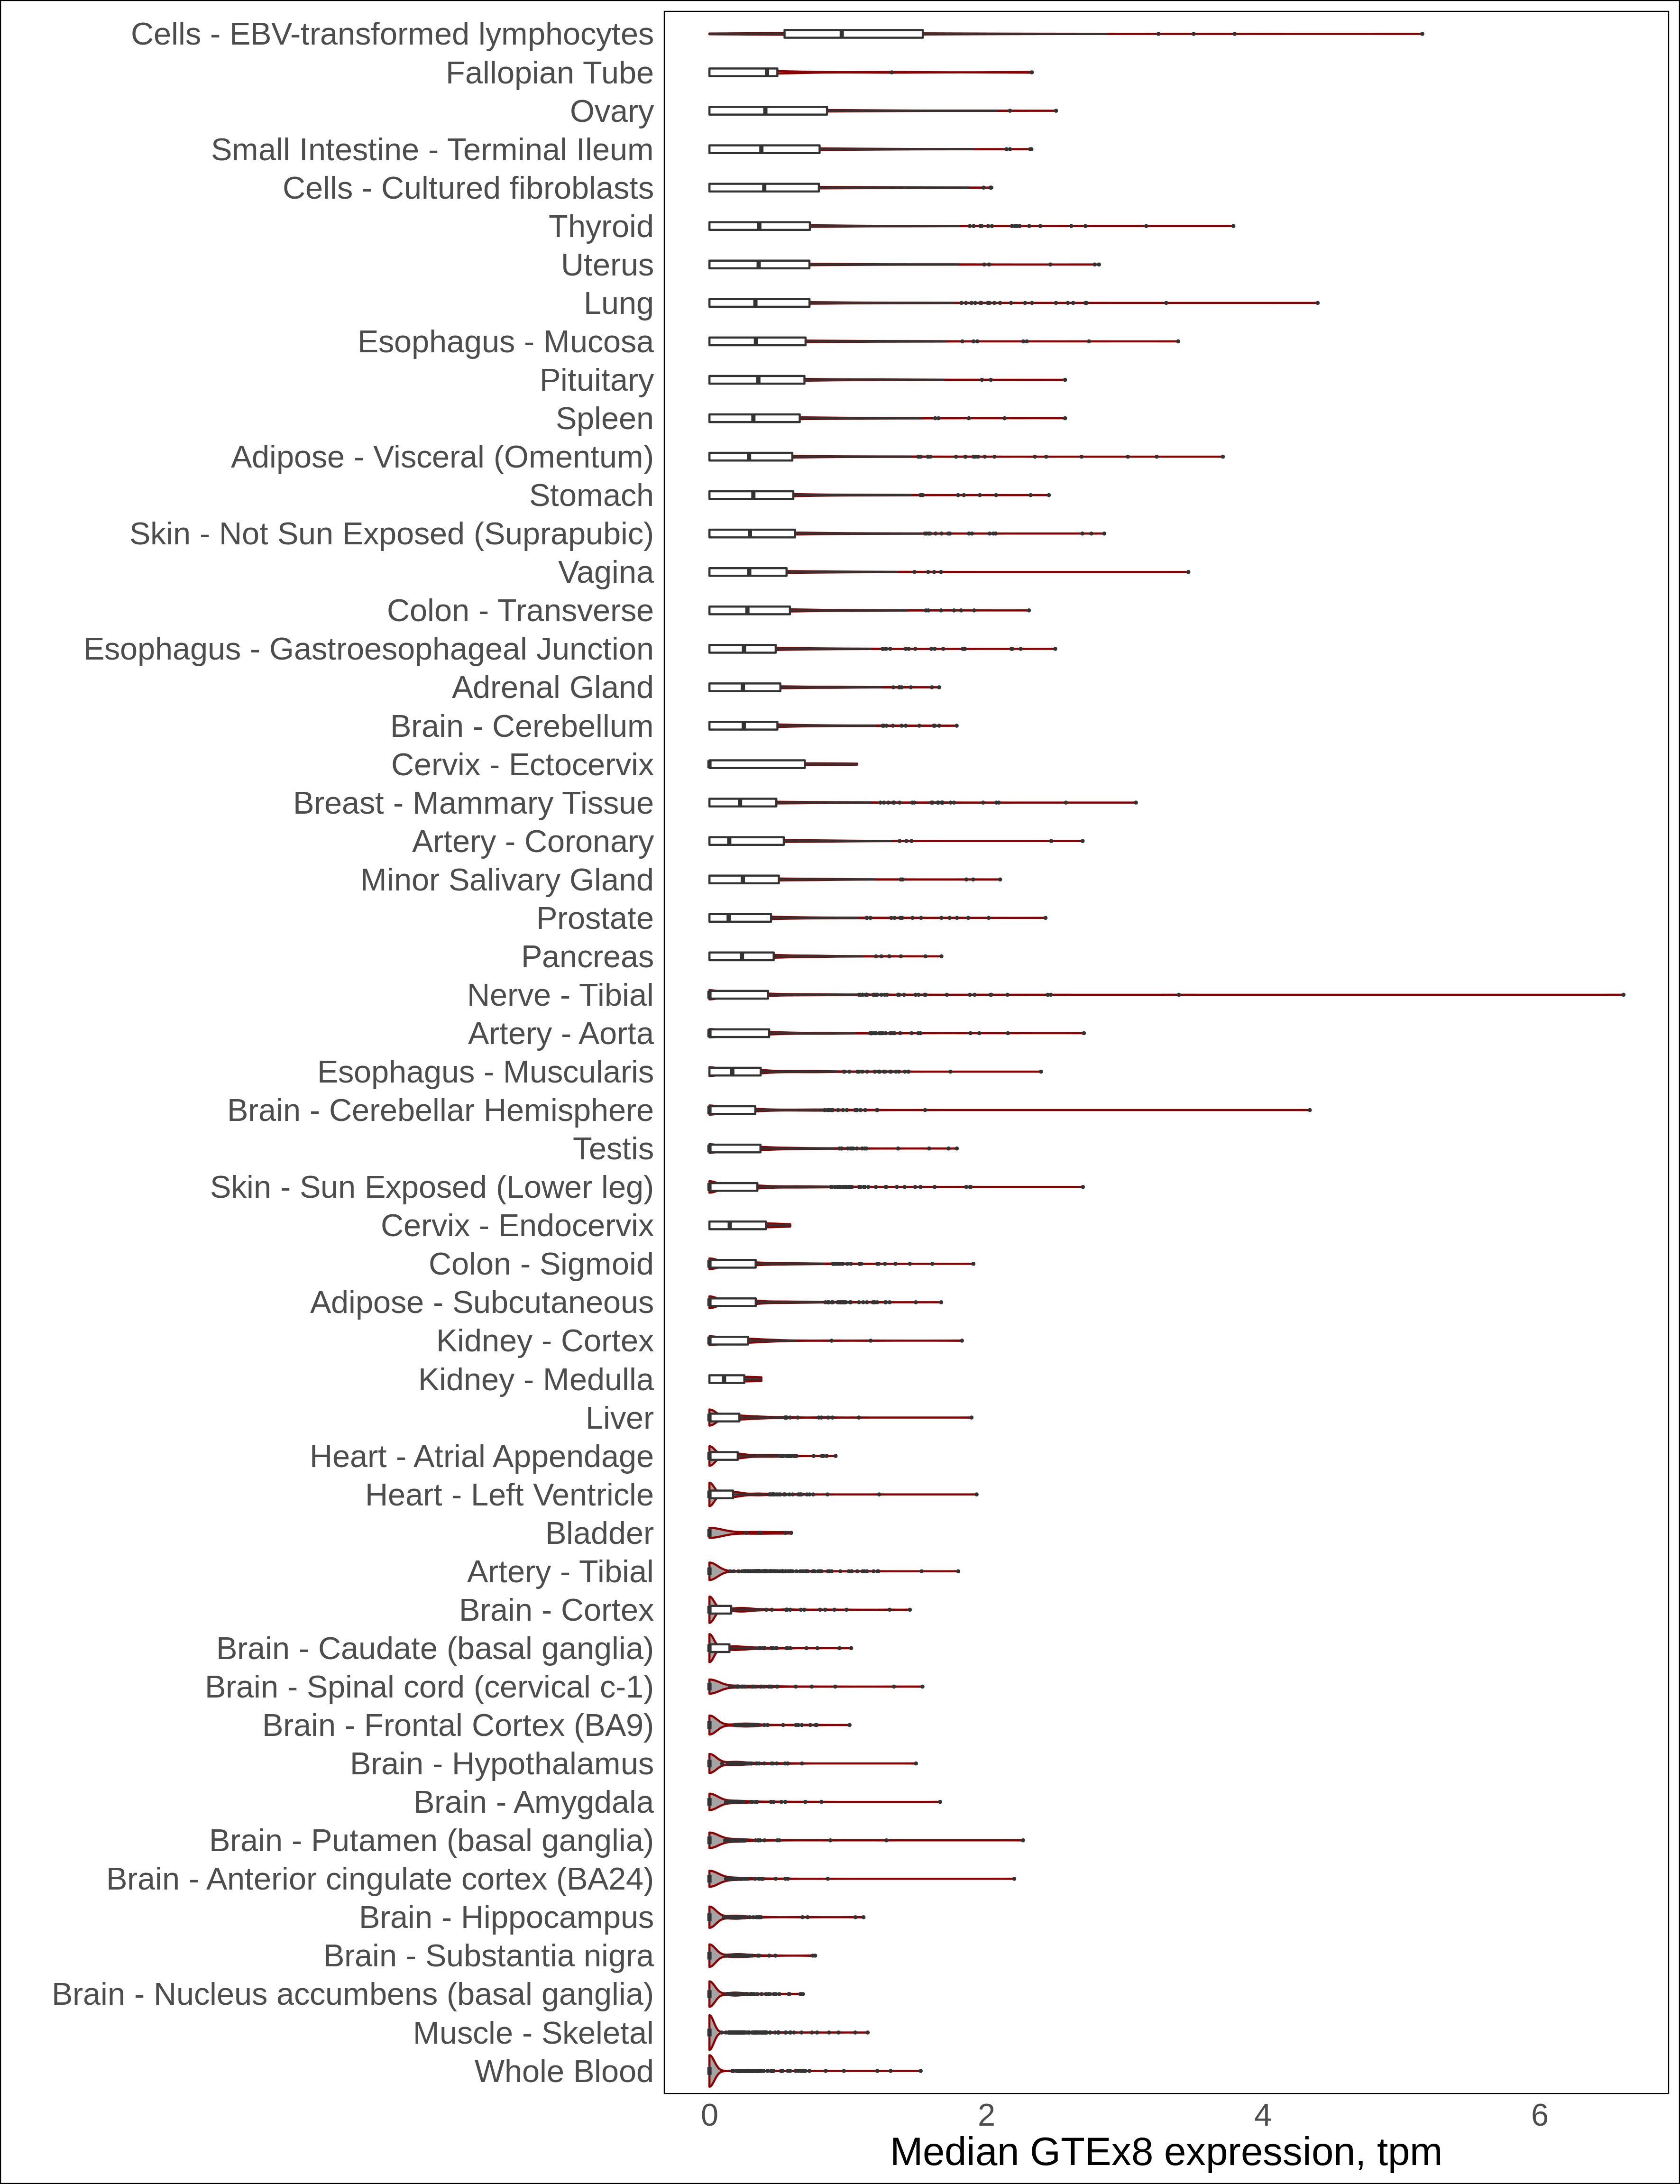 Cells - EBV-transformed lymphocytes
Fallopian Tube
Ovary
Small Intestine - Terminal Ileum
Cells - Cultured fibroblasts
Thyroid
Uterus
Lung
Esophagus - Mucosa
Pituitary
Spleen
Adipose - Visceral (Omentum)
Stomach
Skin - Not Sun Exposed (Suprapubic)
Vagina
Colon - Transverse
Esophagus - Gastroesophageal Junction
Adrenal Gland
Brain - Cerebellum
Cervix - Ectocervix
Breast - Mammary Tissue
Artery - Coronary
Minor Salivary Gland
Prostate
Pancreas
Nerve - Tibial
Artery - Aorta
Esophagus - Muscularis
Brain - Cerebellar Hemisphere
Testis
Skin - Sun Exposed (Lower leg)
Cervix - Endocervix
Colon - Sigmoid
Adipose - Subcutaneous
Kidney - Cortex
Kidney - Medulla
Liver
Heart - Atrial Appendage
Heart - Left Ventricle
Bladder
Artery - Tibial
Brain - Cortex
Brain - Caudate (basal ganglia)
Brain - Spinal cord (cervical c-1)
Brain - Frontal Cortex (BA9)
Brain - Hypothalamus
Brain - Amygdala
Brain - Putamen (basal ganglia)
Brain - Anterior cingulate cortex (BA24)
Brain - Hippocampus
Brain - Substantia nigra
Brain - Nucleus accumbens (basal ganglia)
Muscle - Skeletal
Whole Blood
0 2 4 6
Median GTEx8 expression, tpm